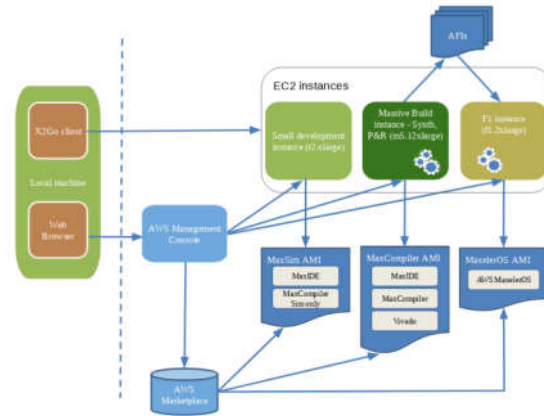 APIs
EC2 instances
X2Go client
Small development
instance (t2.xlarge)
Massive Build
instance - Synth,
P&R (m5.12xlarge)
F1 instance
(f1.2xlarge)
Local machine
Web
Browser
AWS Management
Console
MaxSim AMI
MaxIDE
MaxCompiler
Sim only
MaxCompiler AMI
MaxIDE
MaxCompiler
Vivado
MaxelerOS AMI
AWS MaxelerOS
AWS
Marketplace